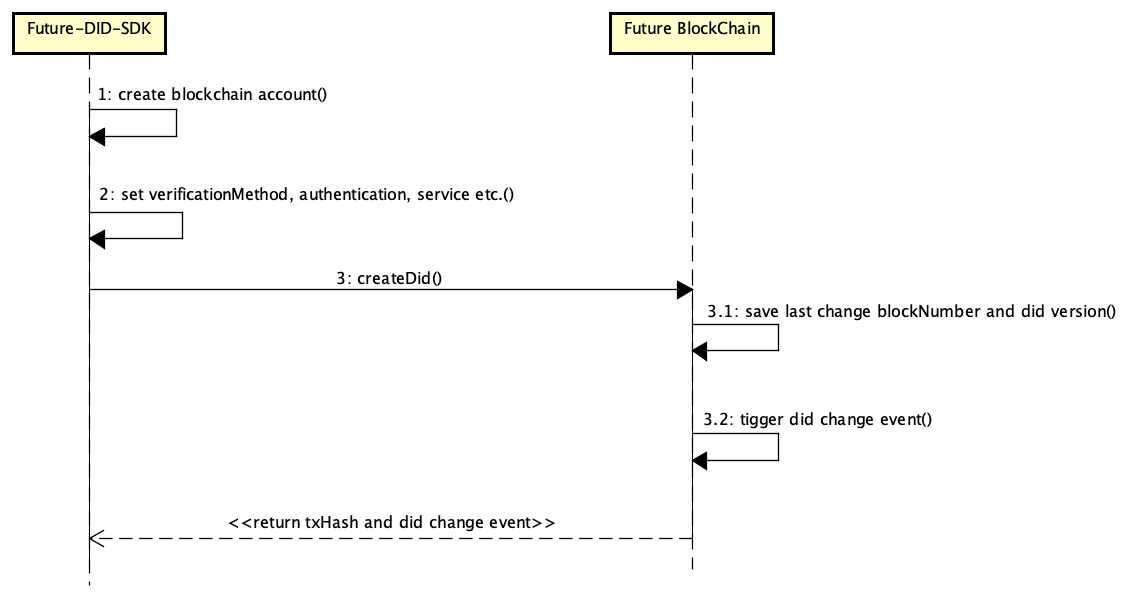 Future-DID-SDK
Future BlockChain
1: create blockchain account()
2: set verificationMethod, authentication, service etc.()
3: createDid()
3.1: save last change blockNumber and did version()
3.2: tigger did change event()
<<return txHash and did change event>>